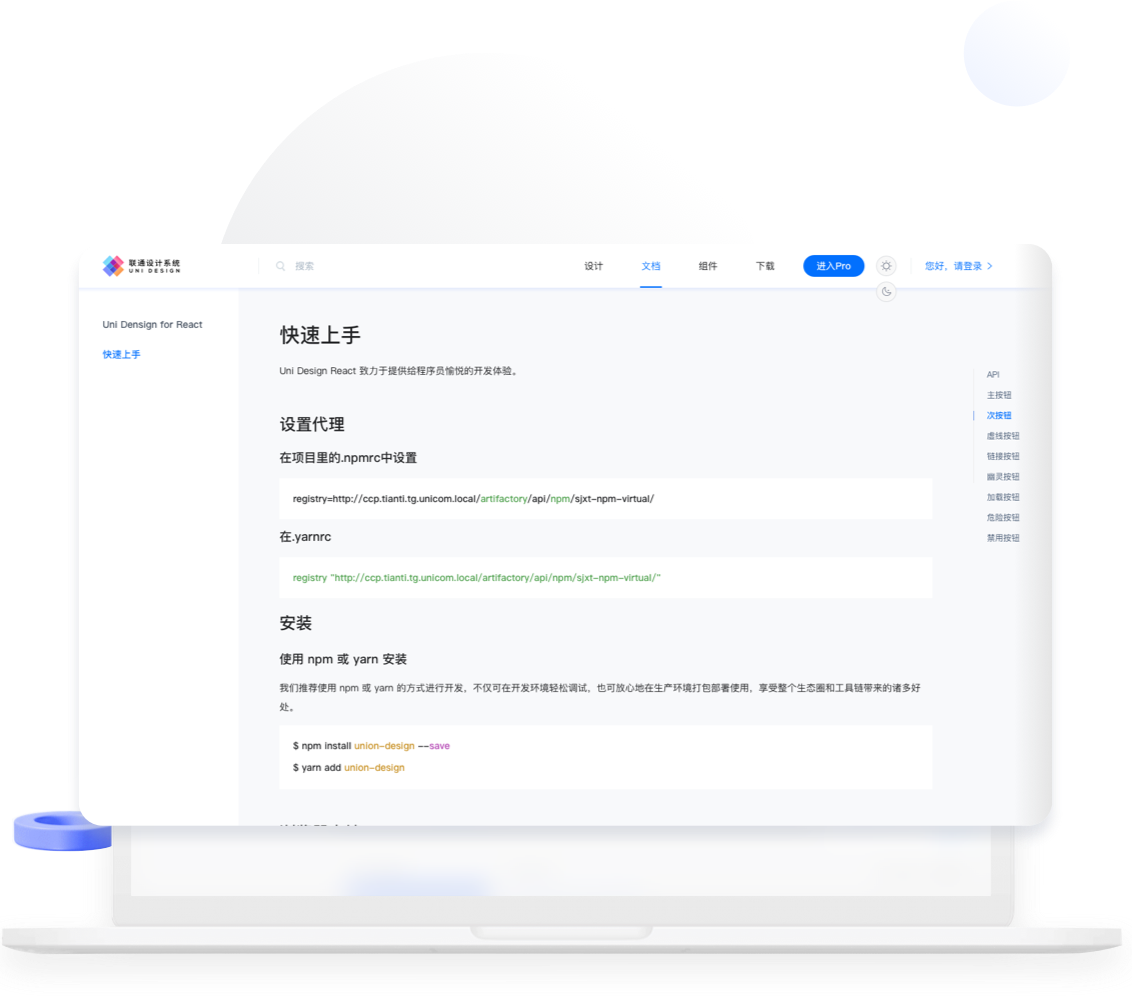 联通设计系统
UNI DESIGN
搜索
设计
文档
组件
下载
进入Pro
您好，请登录
Uni Densign for React
快速上手
快速上手
Uni Design React 致力于提供给程序员愉悦的开发体验。
设置代理
在项目里的.npmrc中设置
registry=http://ccp.tianti.tg.unicom.local/artifactory/api/npm/sjxt-npm-virtual/
在.yarnrc
registry "http://ccp.tianti.tg.unicom.local/artifactory/api/npm/sjxt-npm-virtual/"
安装
使用 npm 或 yarn 安装
我们推荐使用 npm 或 yarn 的方式进行开发，不仅可在开发环境轻松调试，也可放心地在生产环境打包部署使用，享受整个生态圈和工具链带来的诸多好
处。
$ npm install union-design --save
$ yarn add union-design
API
主按钮
次按钮
虚线按钮
链接按钮
幽灵按钮
加载按钮
危险按钮
禁用按钮